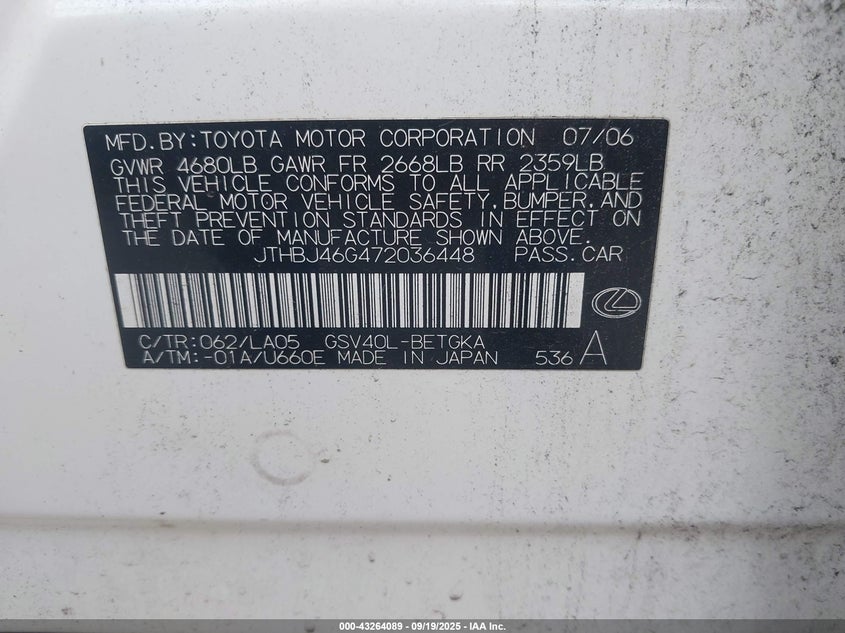 MFD.BY:TOYOTA MOTOR CORPORATION 07/06
GVWR 4680LB GAWR FR 2668LB RR 2359LB
THIS VEHICLE CONFORMS TO ALL APPLICABLE
FEDERAL MOTOR VEHICLE SAFETY,BUMPER,AND
THEFT PREVENTION STANDARDS IN EFFECT ON
THE DATE OF MANUFACTURE SHOWN ABOVE.
JTHBJ46G472036448 PASS.CAR
C/TR:062/LA05 GSV40L-BETGKA
A/TM:-01A/U660E MADE IN JAPAN 536 A
000-43264089 - 09/19/2025 - IAA Inc.